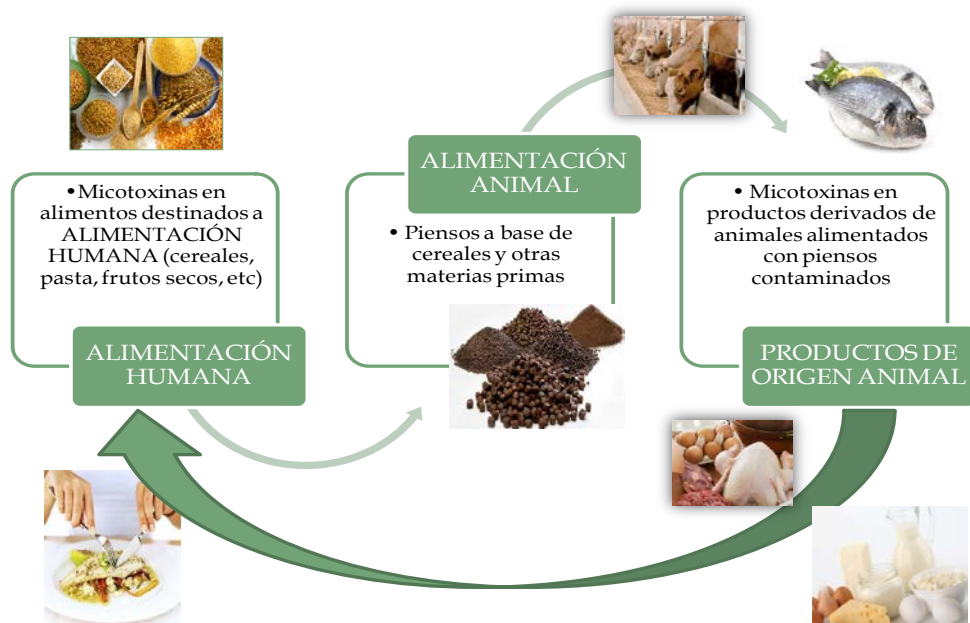 •Micotoxinas en
alimentos destinados a
ALIMENTACIÓN
HUMANA (cereales,
pasta, frutos secos, etc)
ALIMENTACIÓN
HUMANA
ALIMENTACIÓN
ANIMAL
• Piensos a base de
cereales y otras
materias primas
• Micotoxinas en
productos derivados de
animales alimentados
con piensos
contaminados
PRODUCTOS DE
ORIGEN ANIMAL